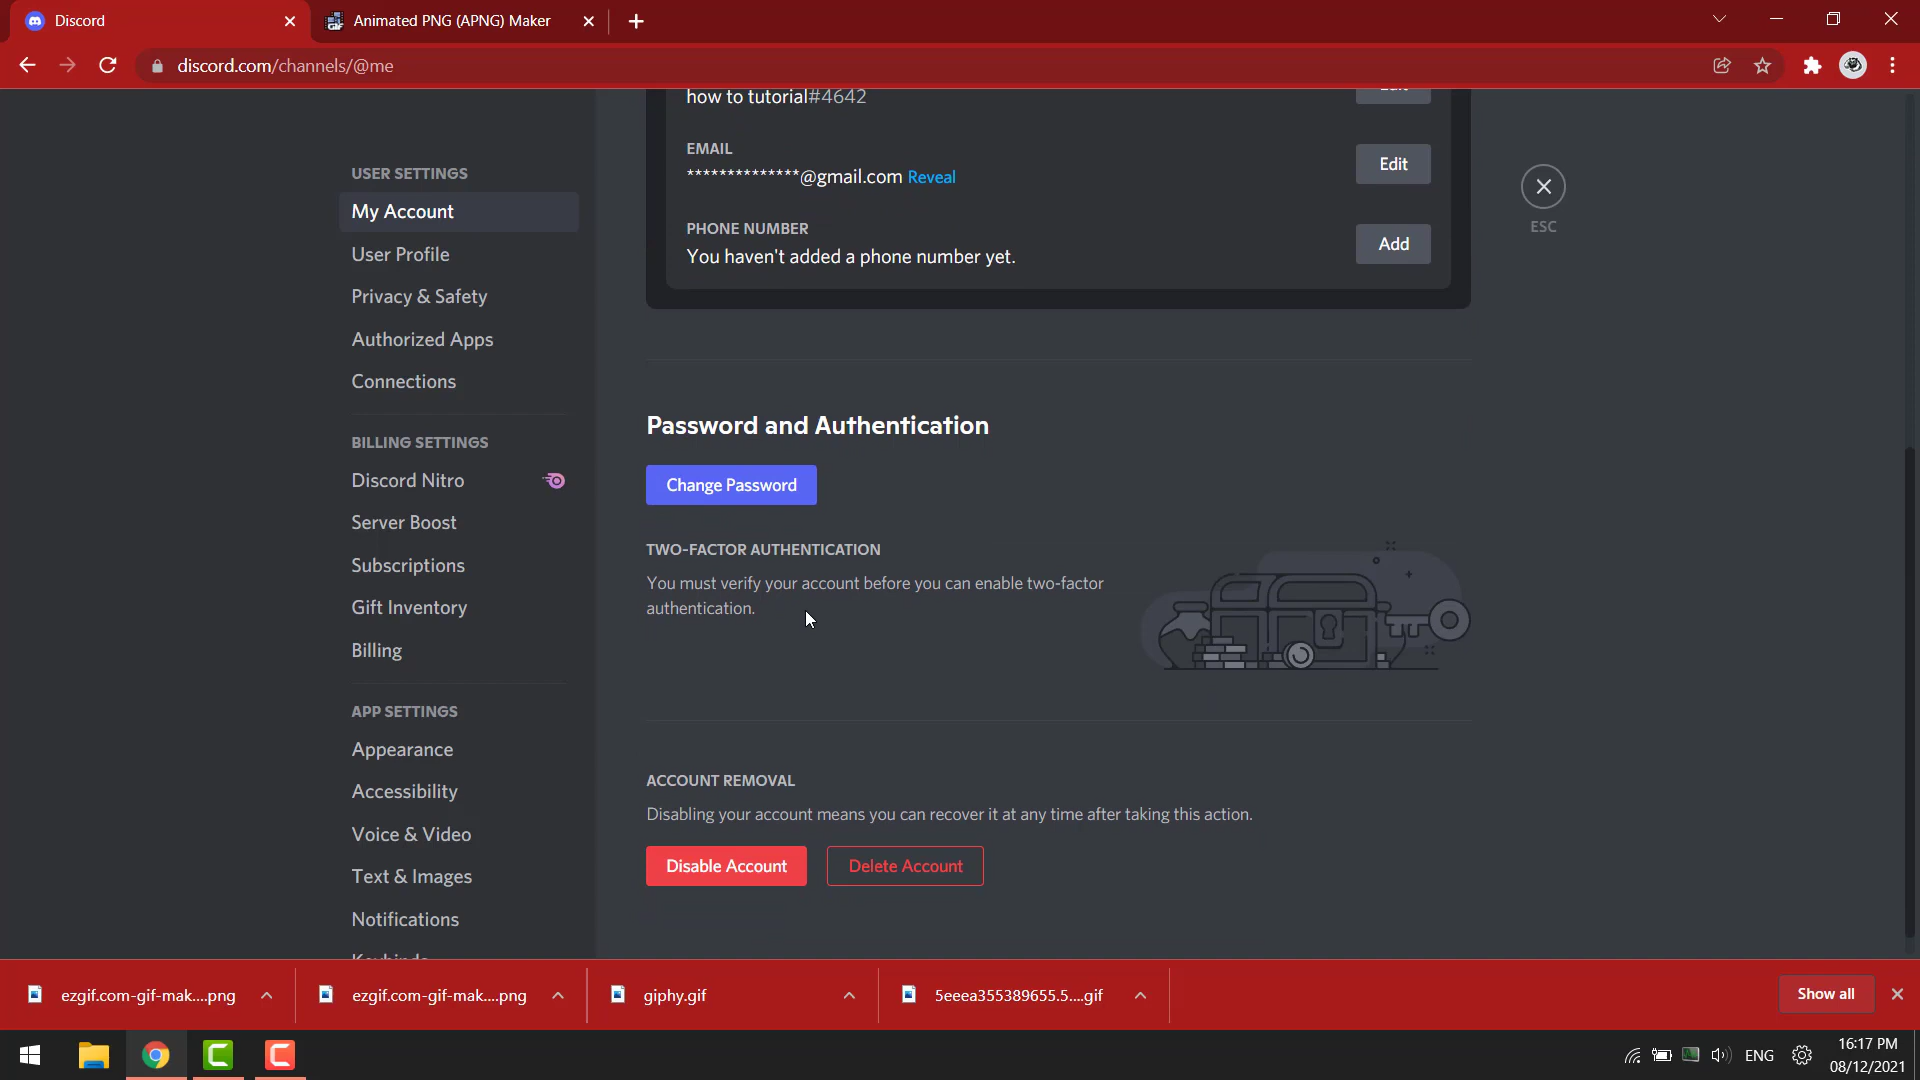 Discord
Animated PNG (APNG) Maker
discord.com/channels/@me
how to tutorial#4642
USER SETTINGS
My Account
User Profile
Privacy & Safety
Authorized Apps
Connections
BILLING SETTINGS
Discord Nitro
Server Boost
Subscriptions
Gift Inventory
Billing
APP SETTINGS
Appearance
Accessibility
Voice & Video
Text & Images
Notifications
EMAIL
**************@gmail.com Reveal
Edit
PHONE NUMBER
You haven't added a phone number yet.
Add
ESC
Password and Authentication
Change Password
TWO-FACTOR AUTHENTICATION
You must verify your account before you can enable two-factor
authentication.
ACCOUNT REMOVAL
Disabling your account means you can recover it at any time after taking this action.
Disable Account
Delete Account
ezgif.com-gif-mak....png
ezgif.com-gif-mak....png
giphy.gif
5eeea355389655.5....gif
Show all
ENG
16:17 PM
08/12/2021